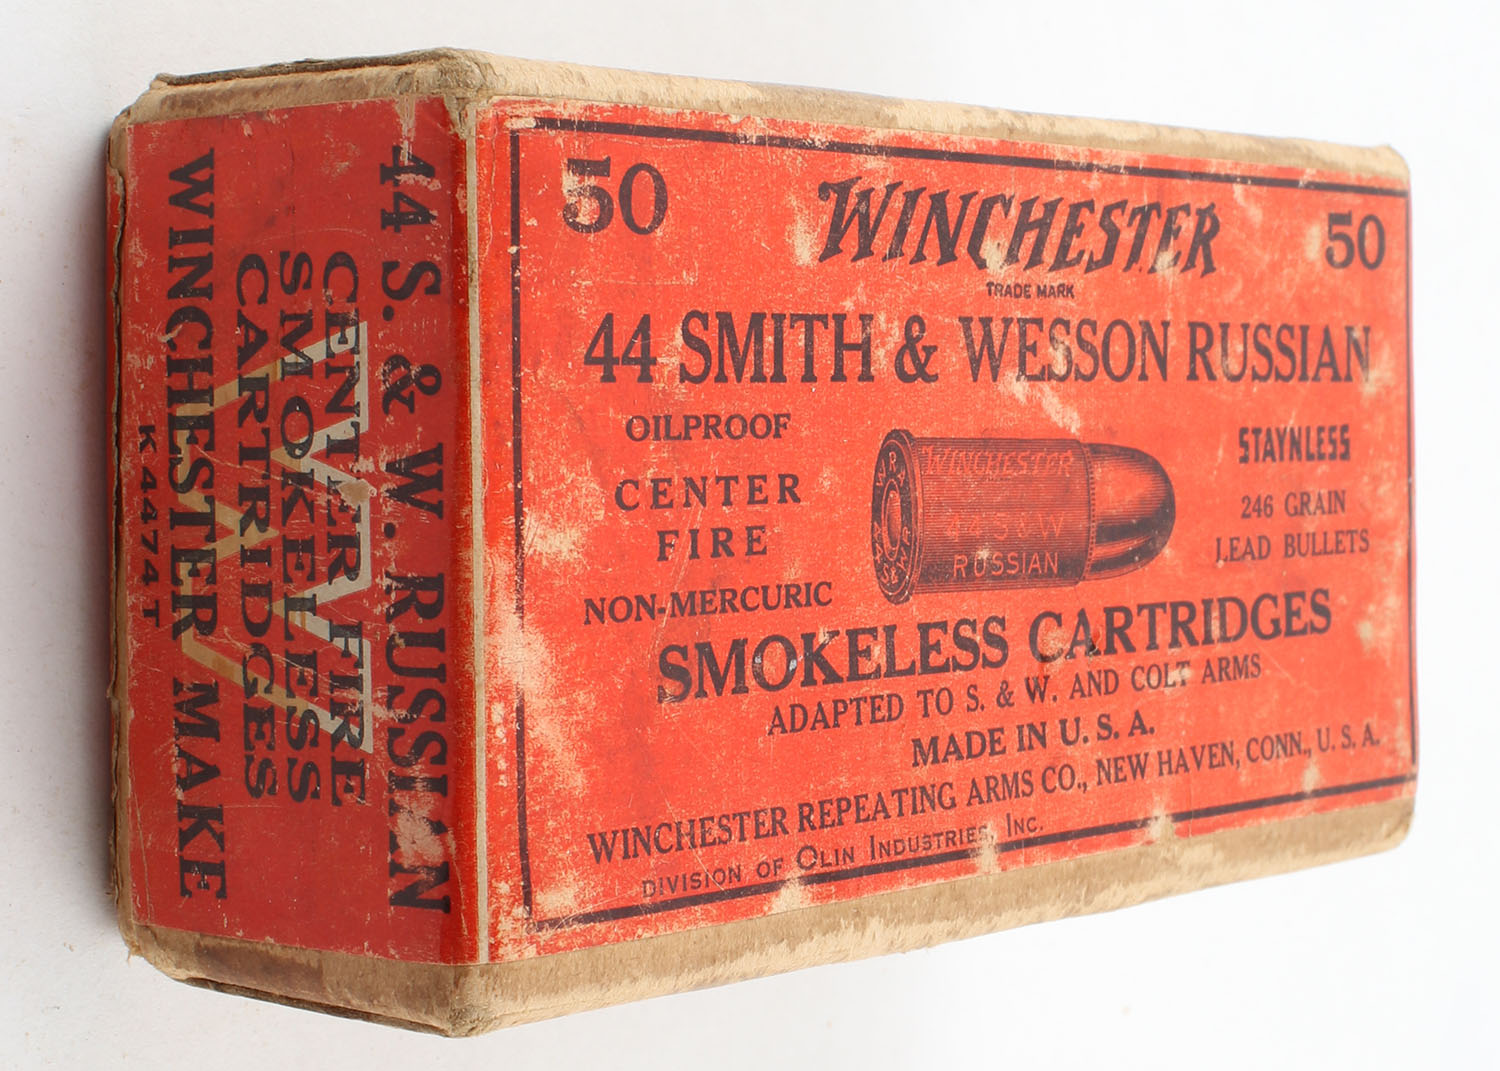 50
WINCHESTER
50
TRADE MARK
44 SMITH & WESSON RUSSIAN
OILPROOF
CENTER
FIRE
NON-MERCURIC
STAYNLESS
246 GRAIN
LEAD BULLETS
WINCHESTER
44 S & W
RUSSIAN
SMOKELESS CARTRIDGES
ADAPTED TO S. & W. AND COLT ARMS
MADE IN U. S. A.
WINCHESTER REPEATING ARMS CO., NEW HAVEN, CONN., U. S. A.
DIVISION OF OLIN INDUSTRIES, INC.
44 S. & W. RUSSIAN
CENTER FIRE
SMOKELESS
CARTRIDGES
WINCHESTER MAKE
K4474T